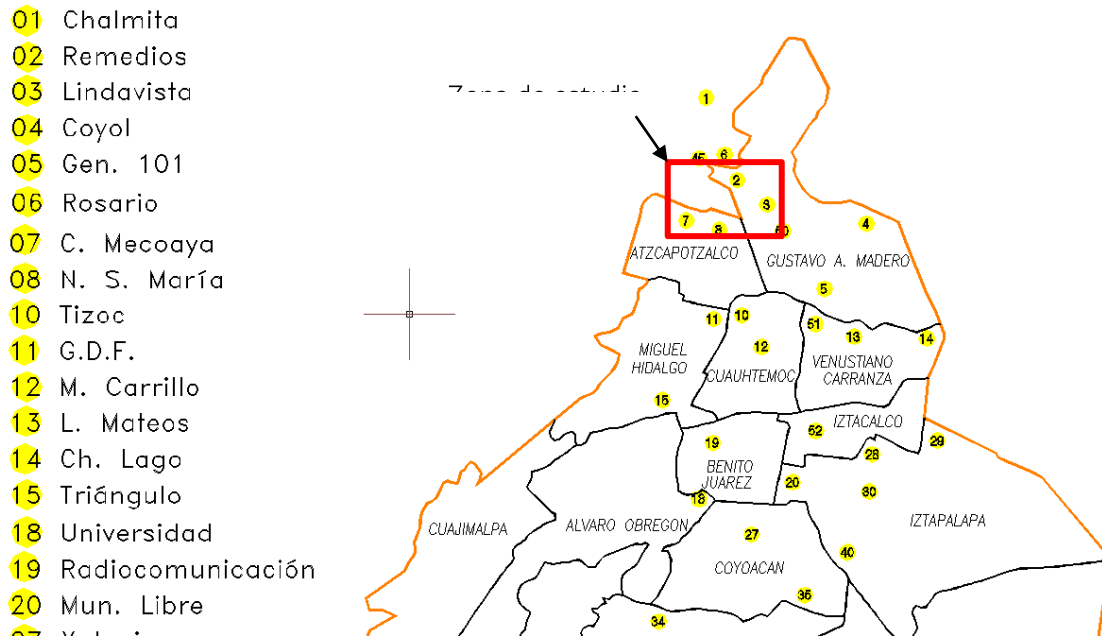 01 Chalmita
02 Remedios
03 Lindavista
04 Coyol
05 Gen. 101
06 Rosario
07 C. Mecoaya
08 N. S. María
10 Tizoc
11 G.D.F.
12 M. Carrillo
13 L. Mateos
14 Ch. Lago
15 Triángulo
18 Universidad
19 Radiocomunicación
20 Mun. Libre
Zona de estudio
1
45 6
2
3
7
8
60
4
ATZCAPOTZALCO
GUSTAVO A. MADERO
5
11
10
51
13
14
12
MIGUEL
HIDALGO
CUAUHTEMOC
VENUSTIANO
CARRANZA
15
IZTACALCO
52
29
19
28
BENITO
JUAREZ
20
30
18
CUAJIMALPA
ALVARO OBREGON
IZTAPALAPA
27
40
COYOACAN
35
34